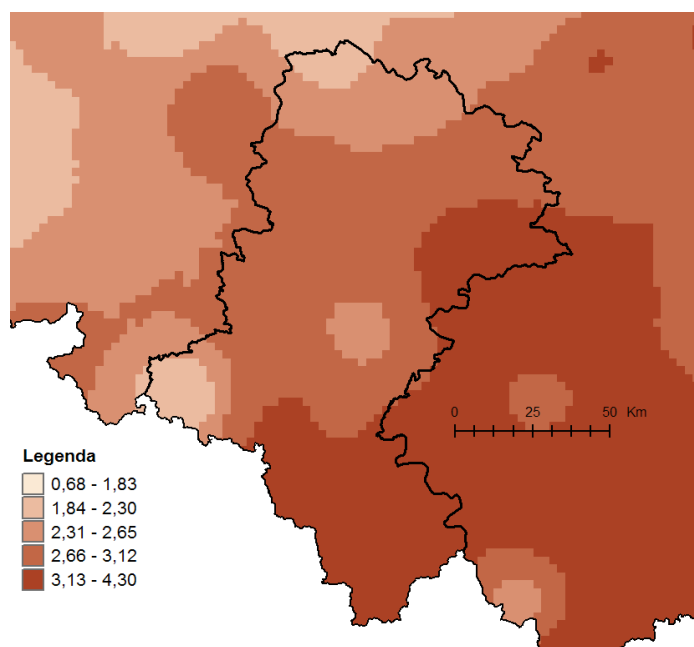 0 25 50 Km
Legenda
0,68 - 1,83
1,84 - 2,30
2,31 - 2,65
2,66 - 3,12
3,13 - 4,30